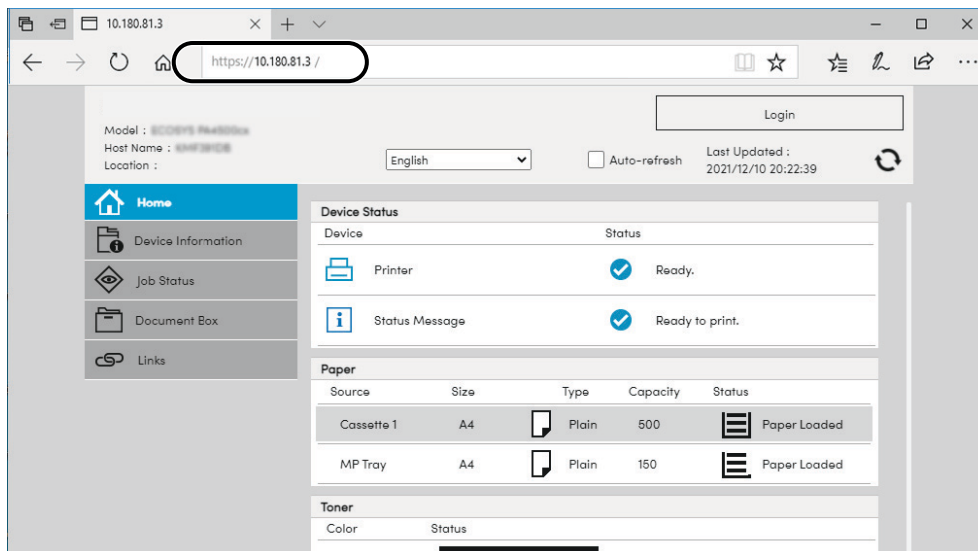 10.180.81.3
https://10.180.81.3 /
Login
Model :
Host Name :
Location :
English
Auto-refresh
Last Updated :
2021/12/10 20:22:39
Home
Device Information
Job Status
Document Box
Links
Device Status
Device Status
Printer Ready.
Status Message Ready to print.
Paper
Source Size Type Capacity Status
Cassette 1 A4 Plain 500 Paper Loaded
MP Tray A4 Plain 150 Paper Loaded
Toner
Color Status